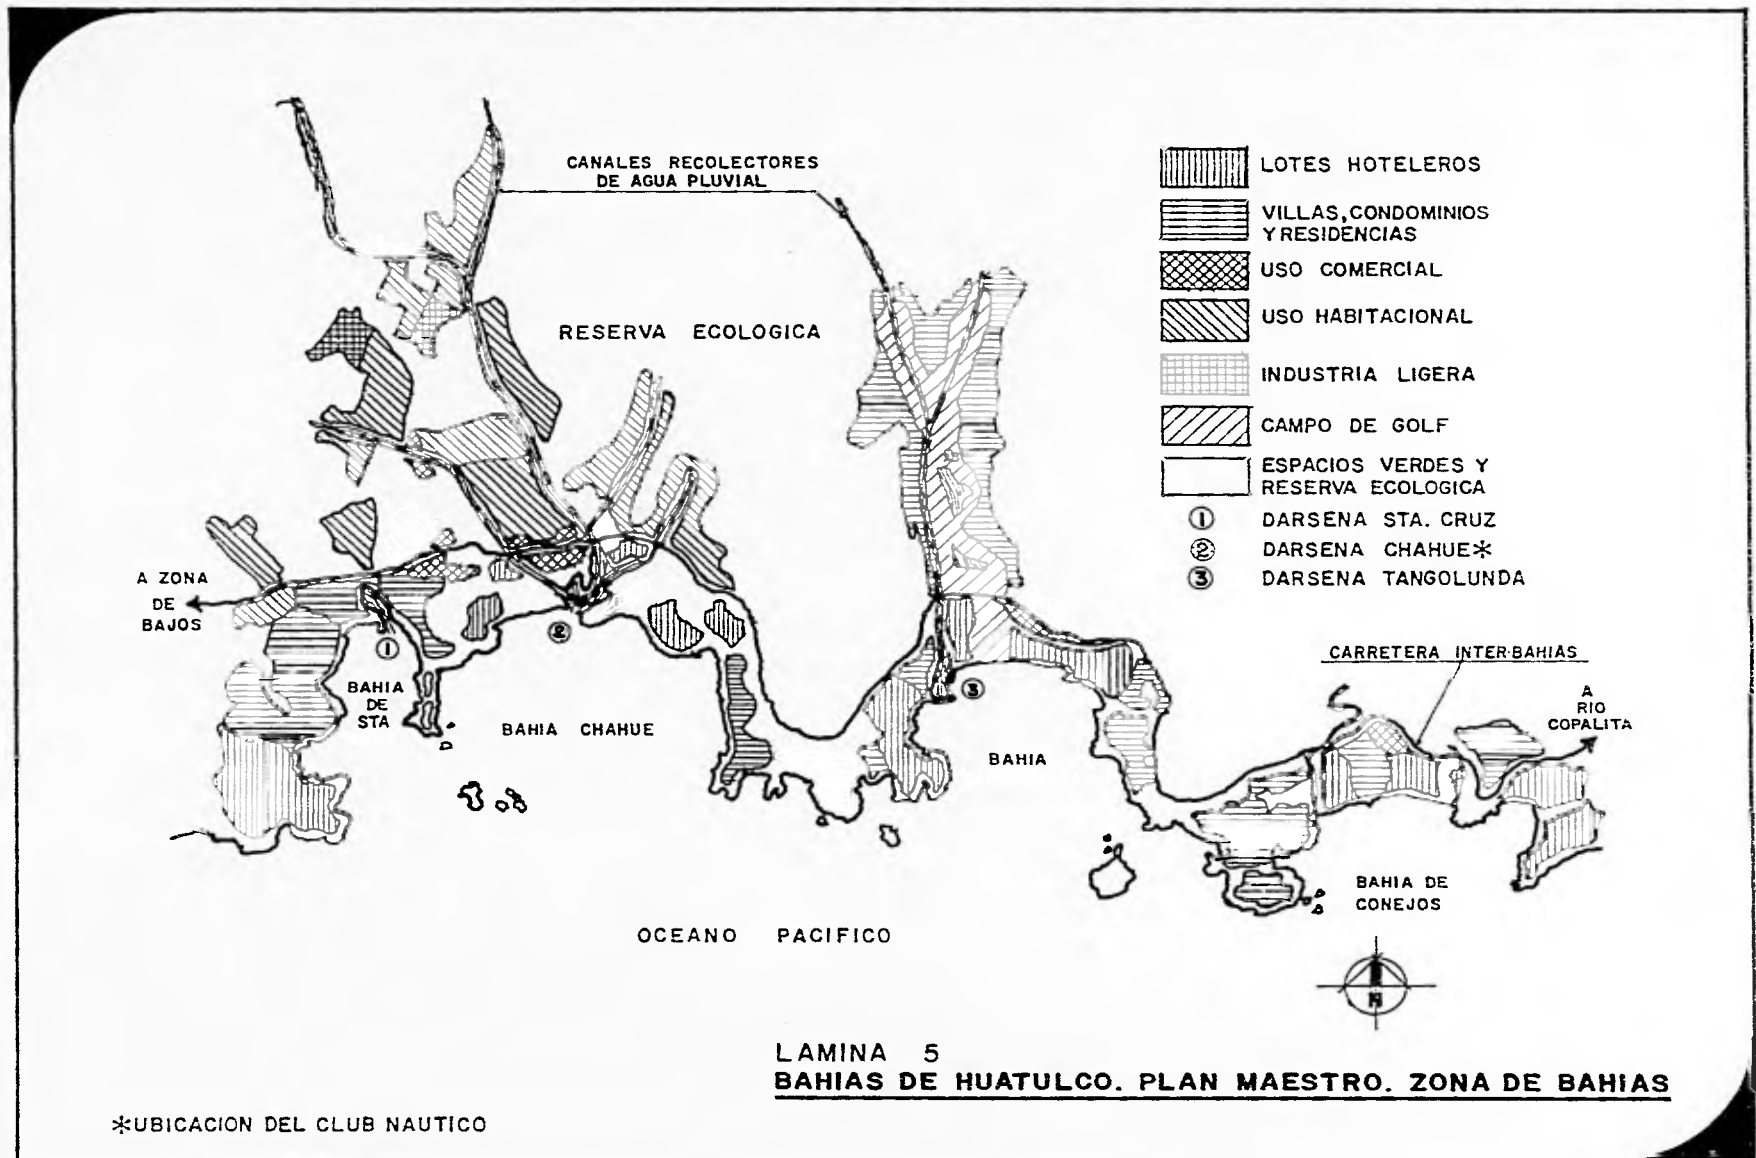 CANALES RECOLECTORES
DE AGUA PLUVIAL
RESERVA ECOLOGICA
LOTES HOTELEROS
VILLAS, CONDOMINIOS
Y RESIDENCIAS
USO COMERCIAL
USO HABITACIONAL
INDUSTRIA LIGERA
CAMPO DE GOLF
ESPACIOS VERDES Y
RESERVA ECOLOGICA
1 DARSENA STA. CRUZ
2 DARSENA CHAHUE*
3 DARSENA TANGOLUNDA
A ZONA
DE
BAJOS
1
2
3
BAHIA
DE
STA
BAHIA CHAHUE
BAHIA
CARRETERA INTER-BAHIAS
A
RIO
COPALITA
BAHIA DE
CONEJOS
OCEANO PACIFICO
N
LAMINA 5
BAHIAS DE HUATULCO. PLAN MAESTRO. ZONA DE BAHIAS
*UBICACION DEL CLUB NAUTICO